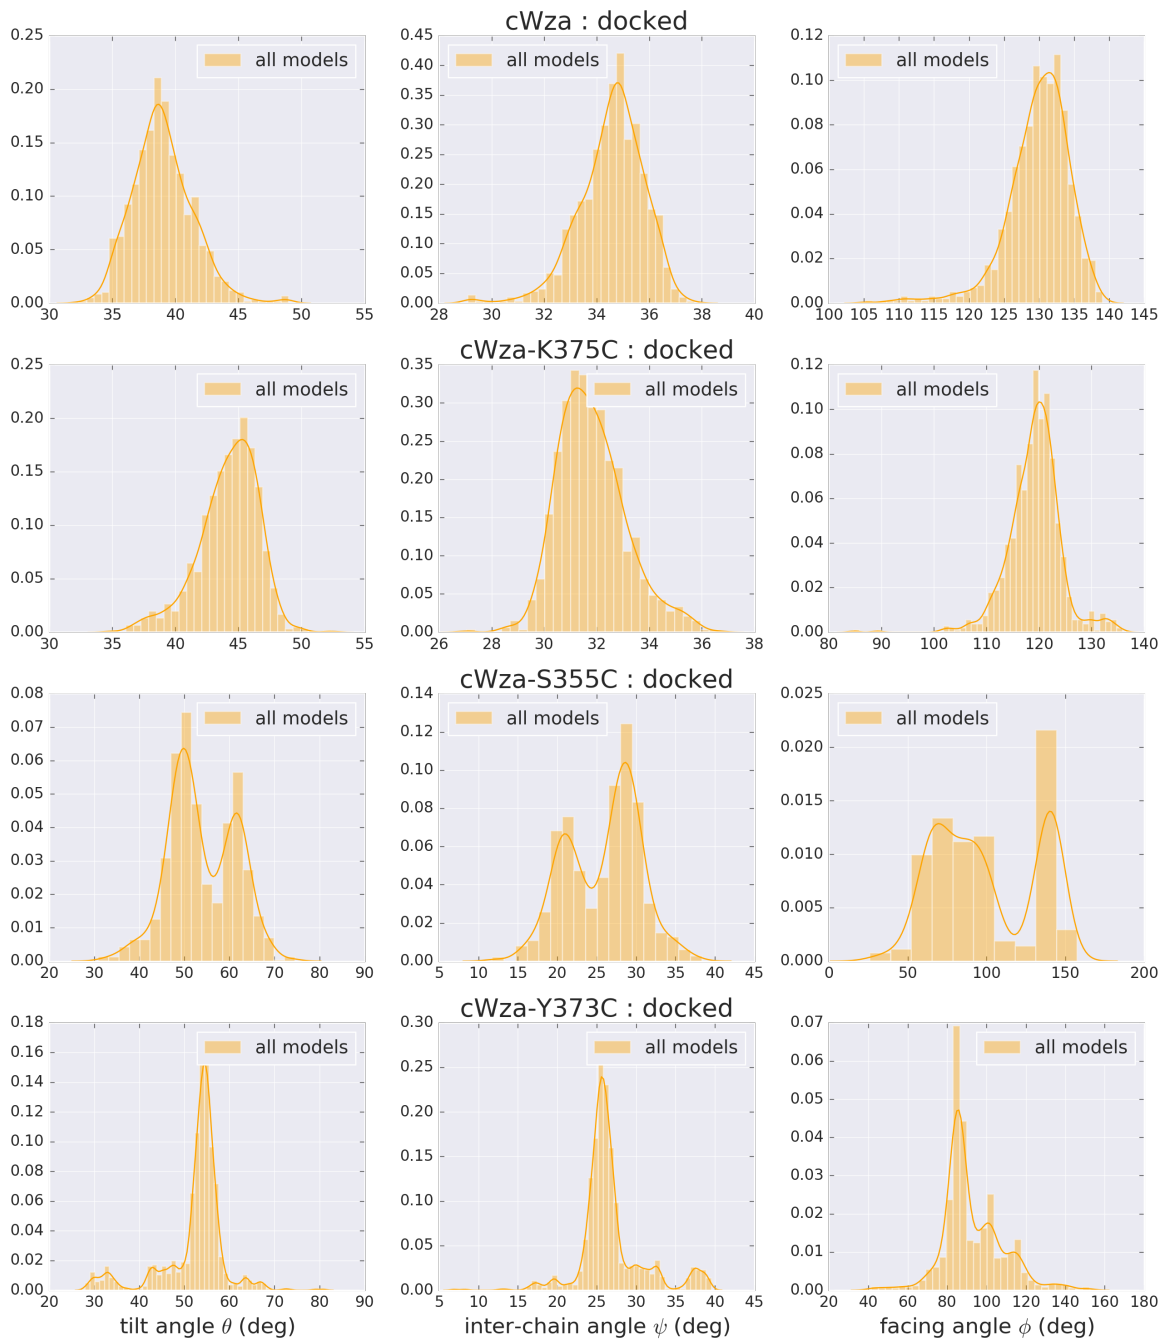 cWza : docked
0.25
0.20
0.15
0.10
0.05
0.00
30 35 40 45 50 55
all models
0.45
0.40
0.35
0.30
0.25
0.20
0.15
0.10
0.05
0.00
28 30 32 34 36 38 40
all models
0.12
0.10
0.08
0.06
0.04
0.02
0.00
100 105 110 115 120 125 130 135 140 145
all models
cWza-K375C : docked
0.25
0.20
0.15
0.10
0.05
0.00
30 35 40 45 50 55
all models
0.35
0.30
0.25
0.20
0.15
0.10
0.05
0.00
26 28 30 32 34 36 38
all models
0.12
0.10
0.08
0.06
0.04
0.02
0.00
80 90 100 110 120 130 140
all models
cWza-S355C : docked
0.08
0.07
0.06
0.05
0.04
0.03
0.02
0.01
0.00
20 30 40 50 60 70 80 90
all models
0.14
0.12
0.10
0.08
0.06
0.04
0.02
0.00
5 10 15 20 25 30 35 40 45
all models
0.025
0.020
0.015
0.010
0.005
0.000
0 50 100 150 200
all models
cWza-Y373C : docked
0.18
0.16
0.14
0.12
0.10
0.08
0.06
0.04
0.02
0.00
20 30 40 50 60 70 80 90
all models
tilt angle θ (deg)
0.30
0.25
0.20
0.15
0.10
0.05
0.00
5 10 15 20 25 30 35 40 45
all models
inter-chain angle ψ (deg)
0.07
0.06
0.05
0.04
0.03
0.02
0.01
0.00
20 40 60 80 100 120 140 160 180
all models
facing angle ϕ (deg)